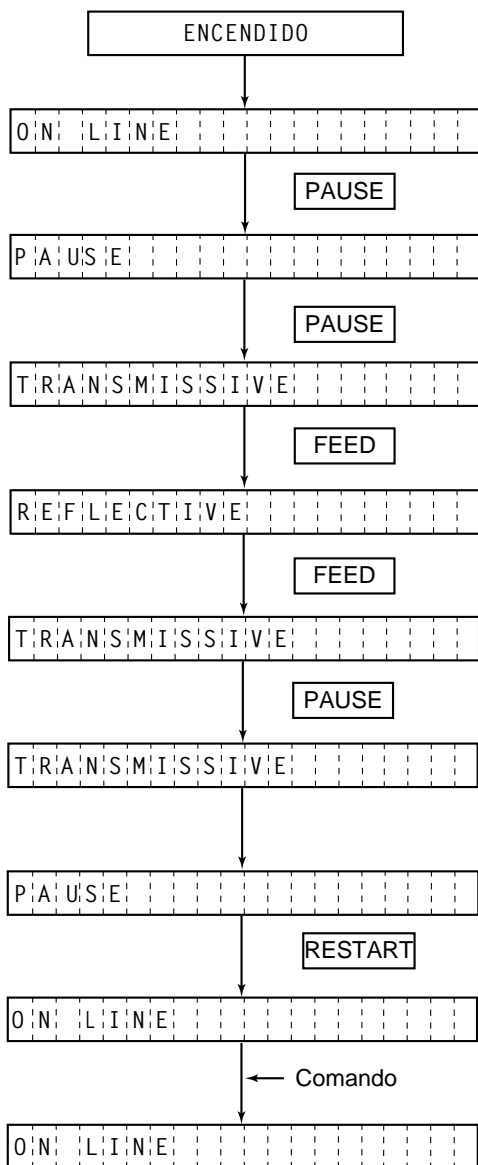 ENCENDIDO
ON LINE
PAUSE
PAUSE
PAUSE
TRANSMISSIVE
FEED
REFLECTIVE
FEED
TRANSMISSIVE
PAUSE
TRANSMISSIVE
PAUSE
RESTART
ON LINE
Comando
ON LINE